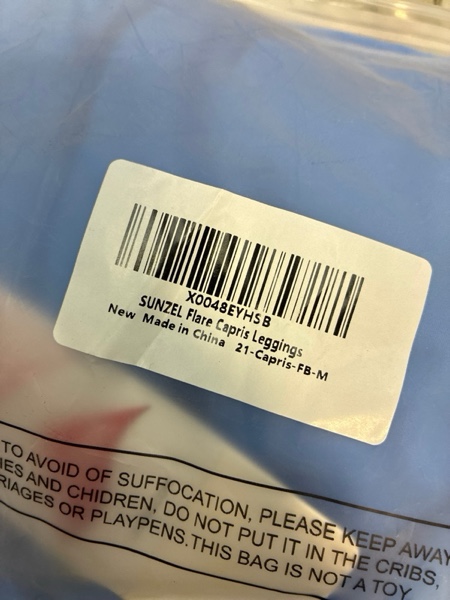 X0048EYHSB
SUNZEL Flare Capris Leggings
New Made in China 21-Capris-FB-M
TO AVOID OF SUFFOCATION, PLEASE KEEP AWAY
IES AND CHIDREN, DO NOT PUT IT IN THE CRIBS,
RIAGES OR PLAYPENS.THIS BAG IS NOT A TOY